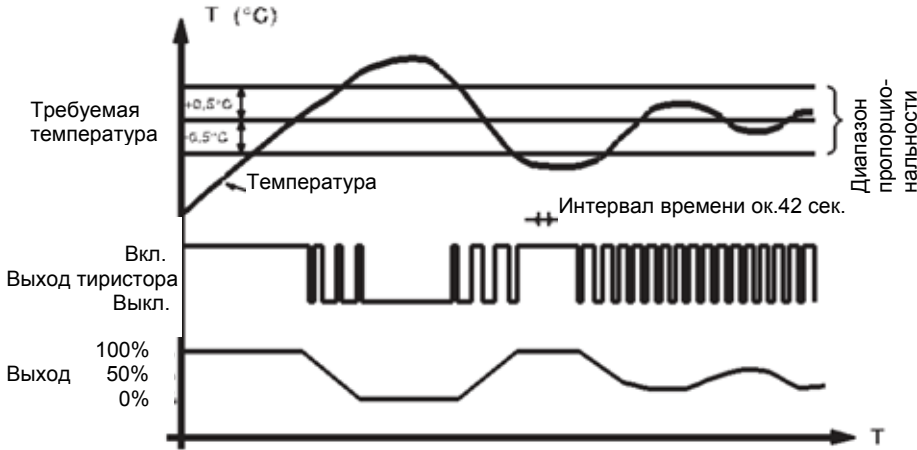 T (°C)
Требуемая
температура
+0,5°C
-0,5°C
Температура
Диапазон
пропорцио-
нальности
Интервал времени ок.42 сек.
Вкл.
Выход тиристора
Выкл.
100%
Выход 50%
0%
T